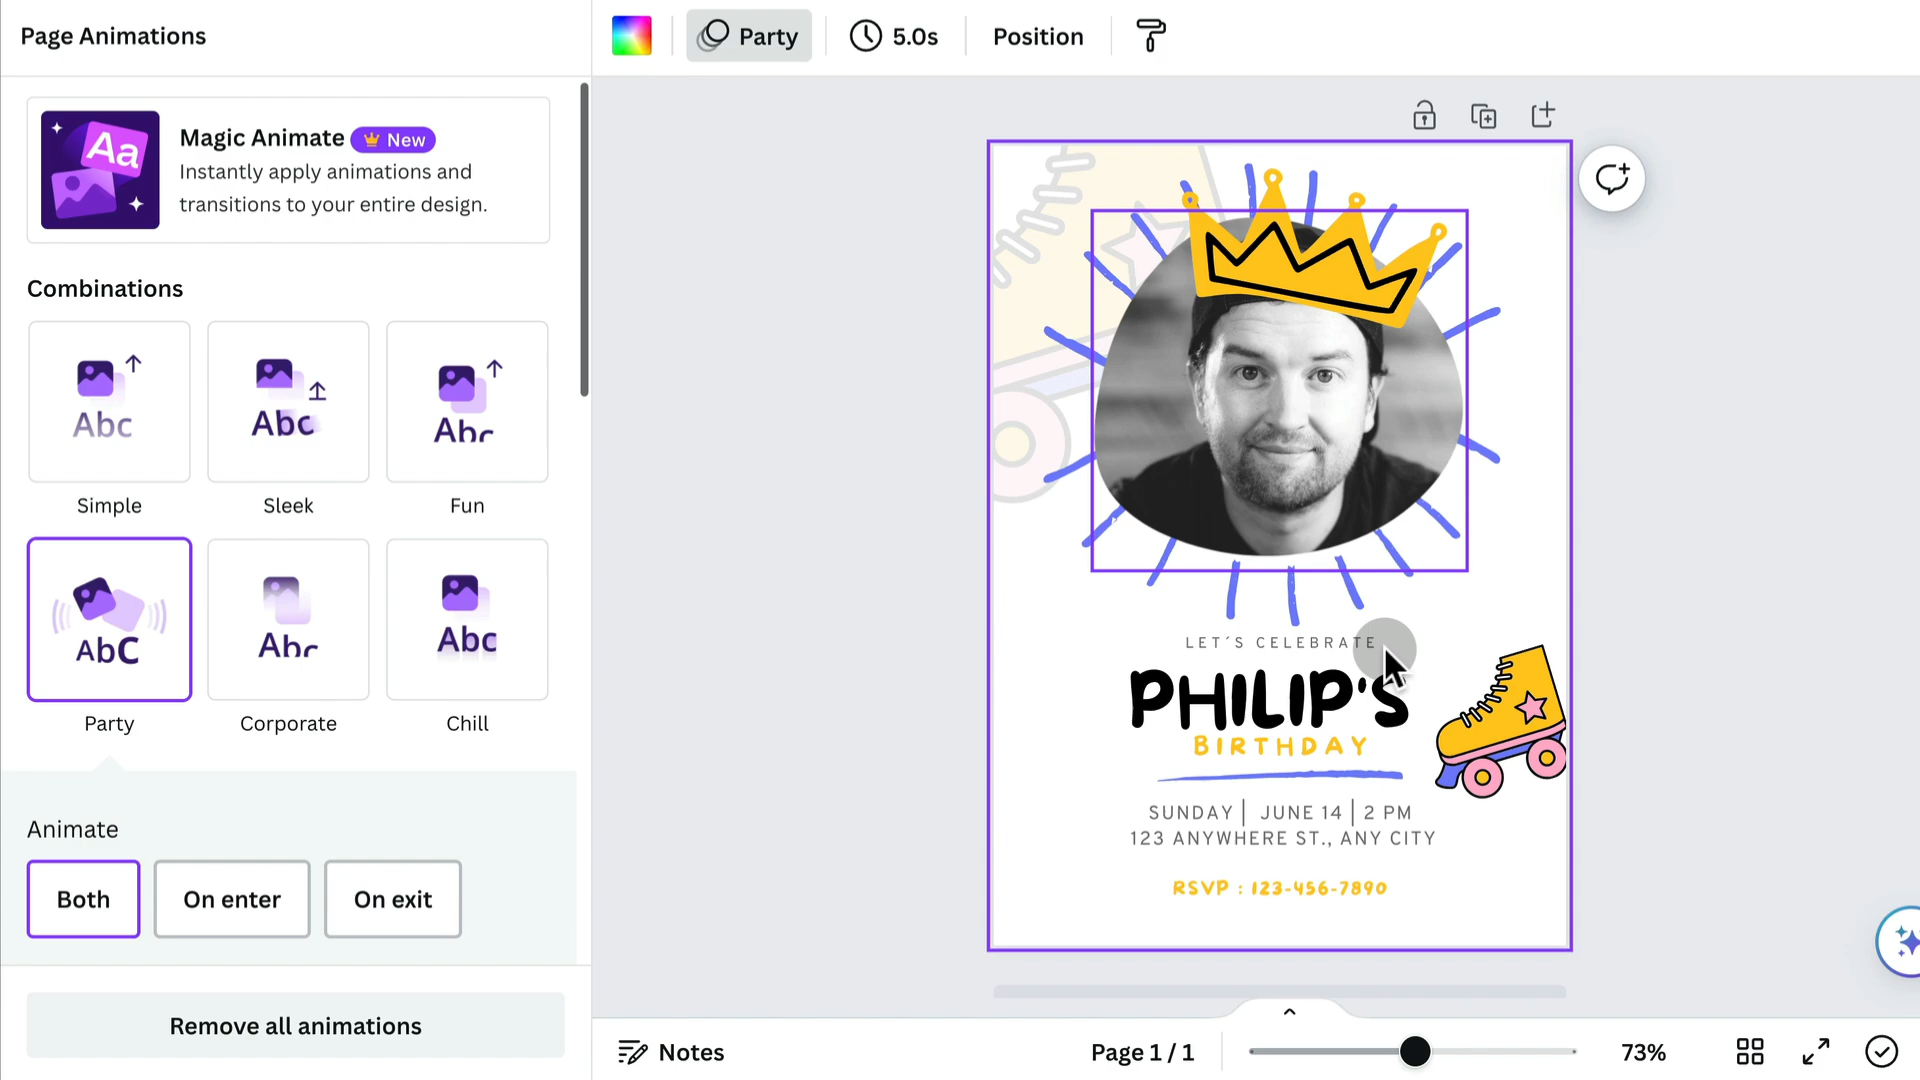 Page Animations
Party
5.0s
Position
Aa
Magic Animate
New
Instantly apply animations and
transitions to your entire design.
Combinations
Abc
Abc
Abc
Simple
Sleek
Fun
AbC
Abc
Abc
Party
Corporate
Chill
Animate
Both
On enter
On exit
Remove all animations
LET´S CELEBRATE
PHILIP'S
BIRTHDAY
SUNDAY | JUNE 14 | 2 PM
123 ANYWHERE ST., ANY CITY
RSVP : 123-456-7890
Notes
Page 1 / 1
73%